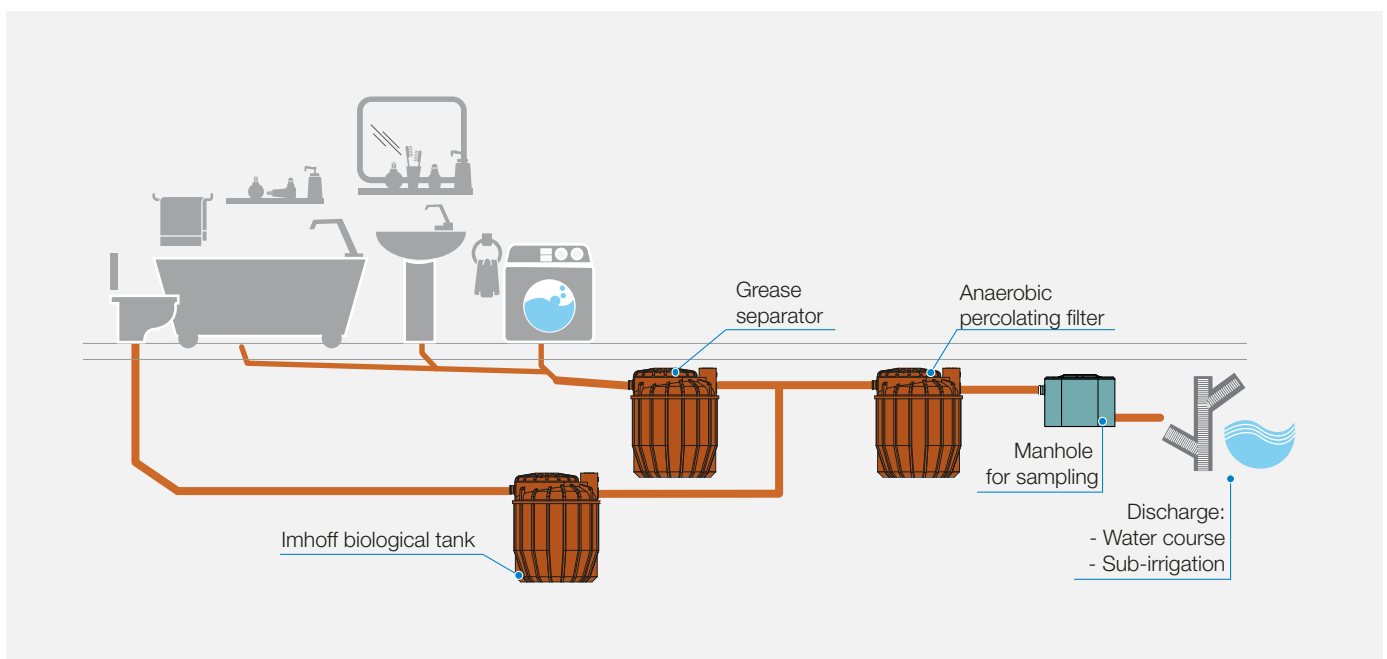 Grease
separator
Anaerobic
percolating filter
Manhole
for sampling
Imhoff biological tank
Discharge:
- Water course
- Sub-irrigation